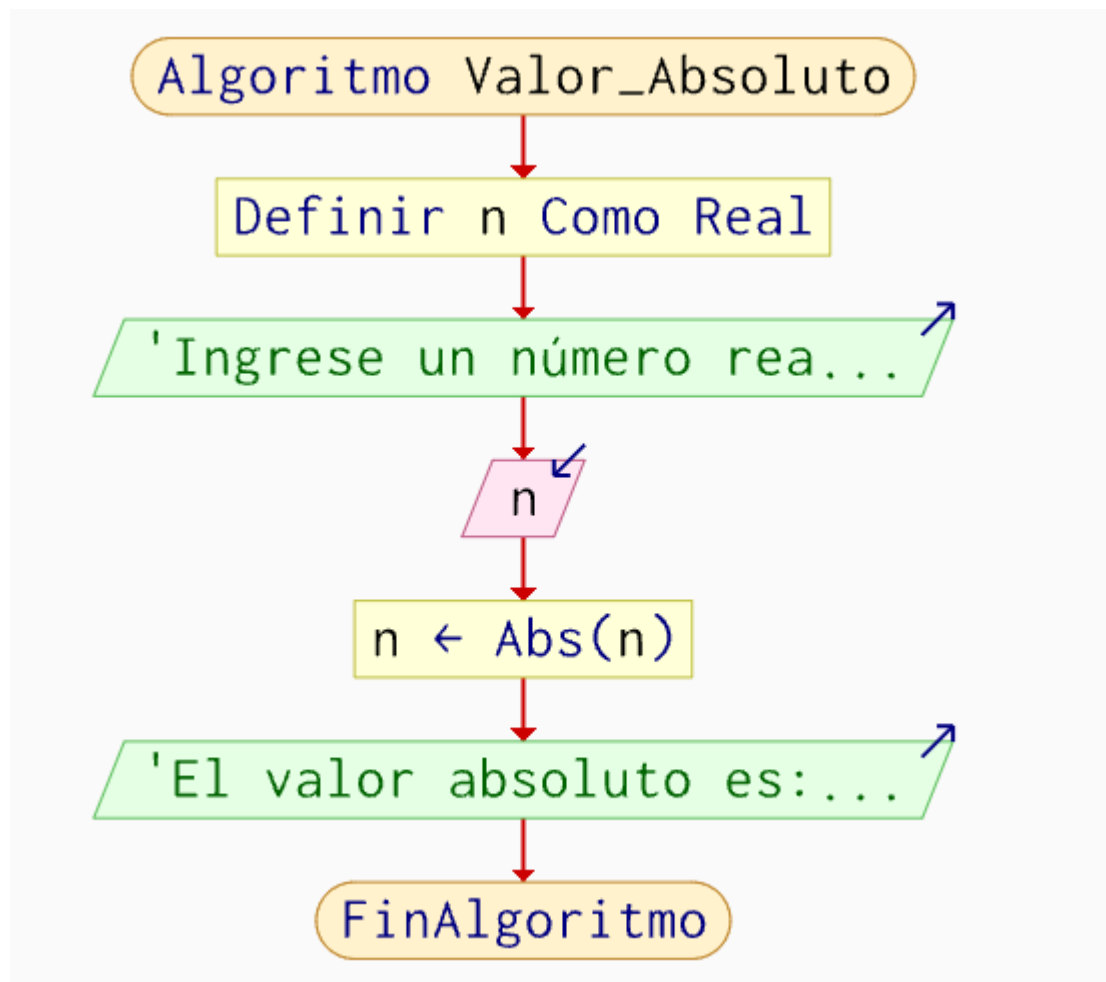 Algoritmo Valor_Absoluto
Definir n Como Real
'Ingrese un número rea...
n
n ← Abs(n)
'El valor absoluto es:...
FinAlgoritmo